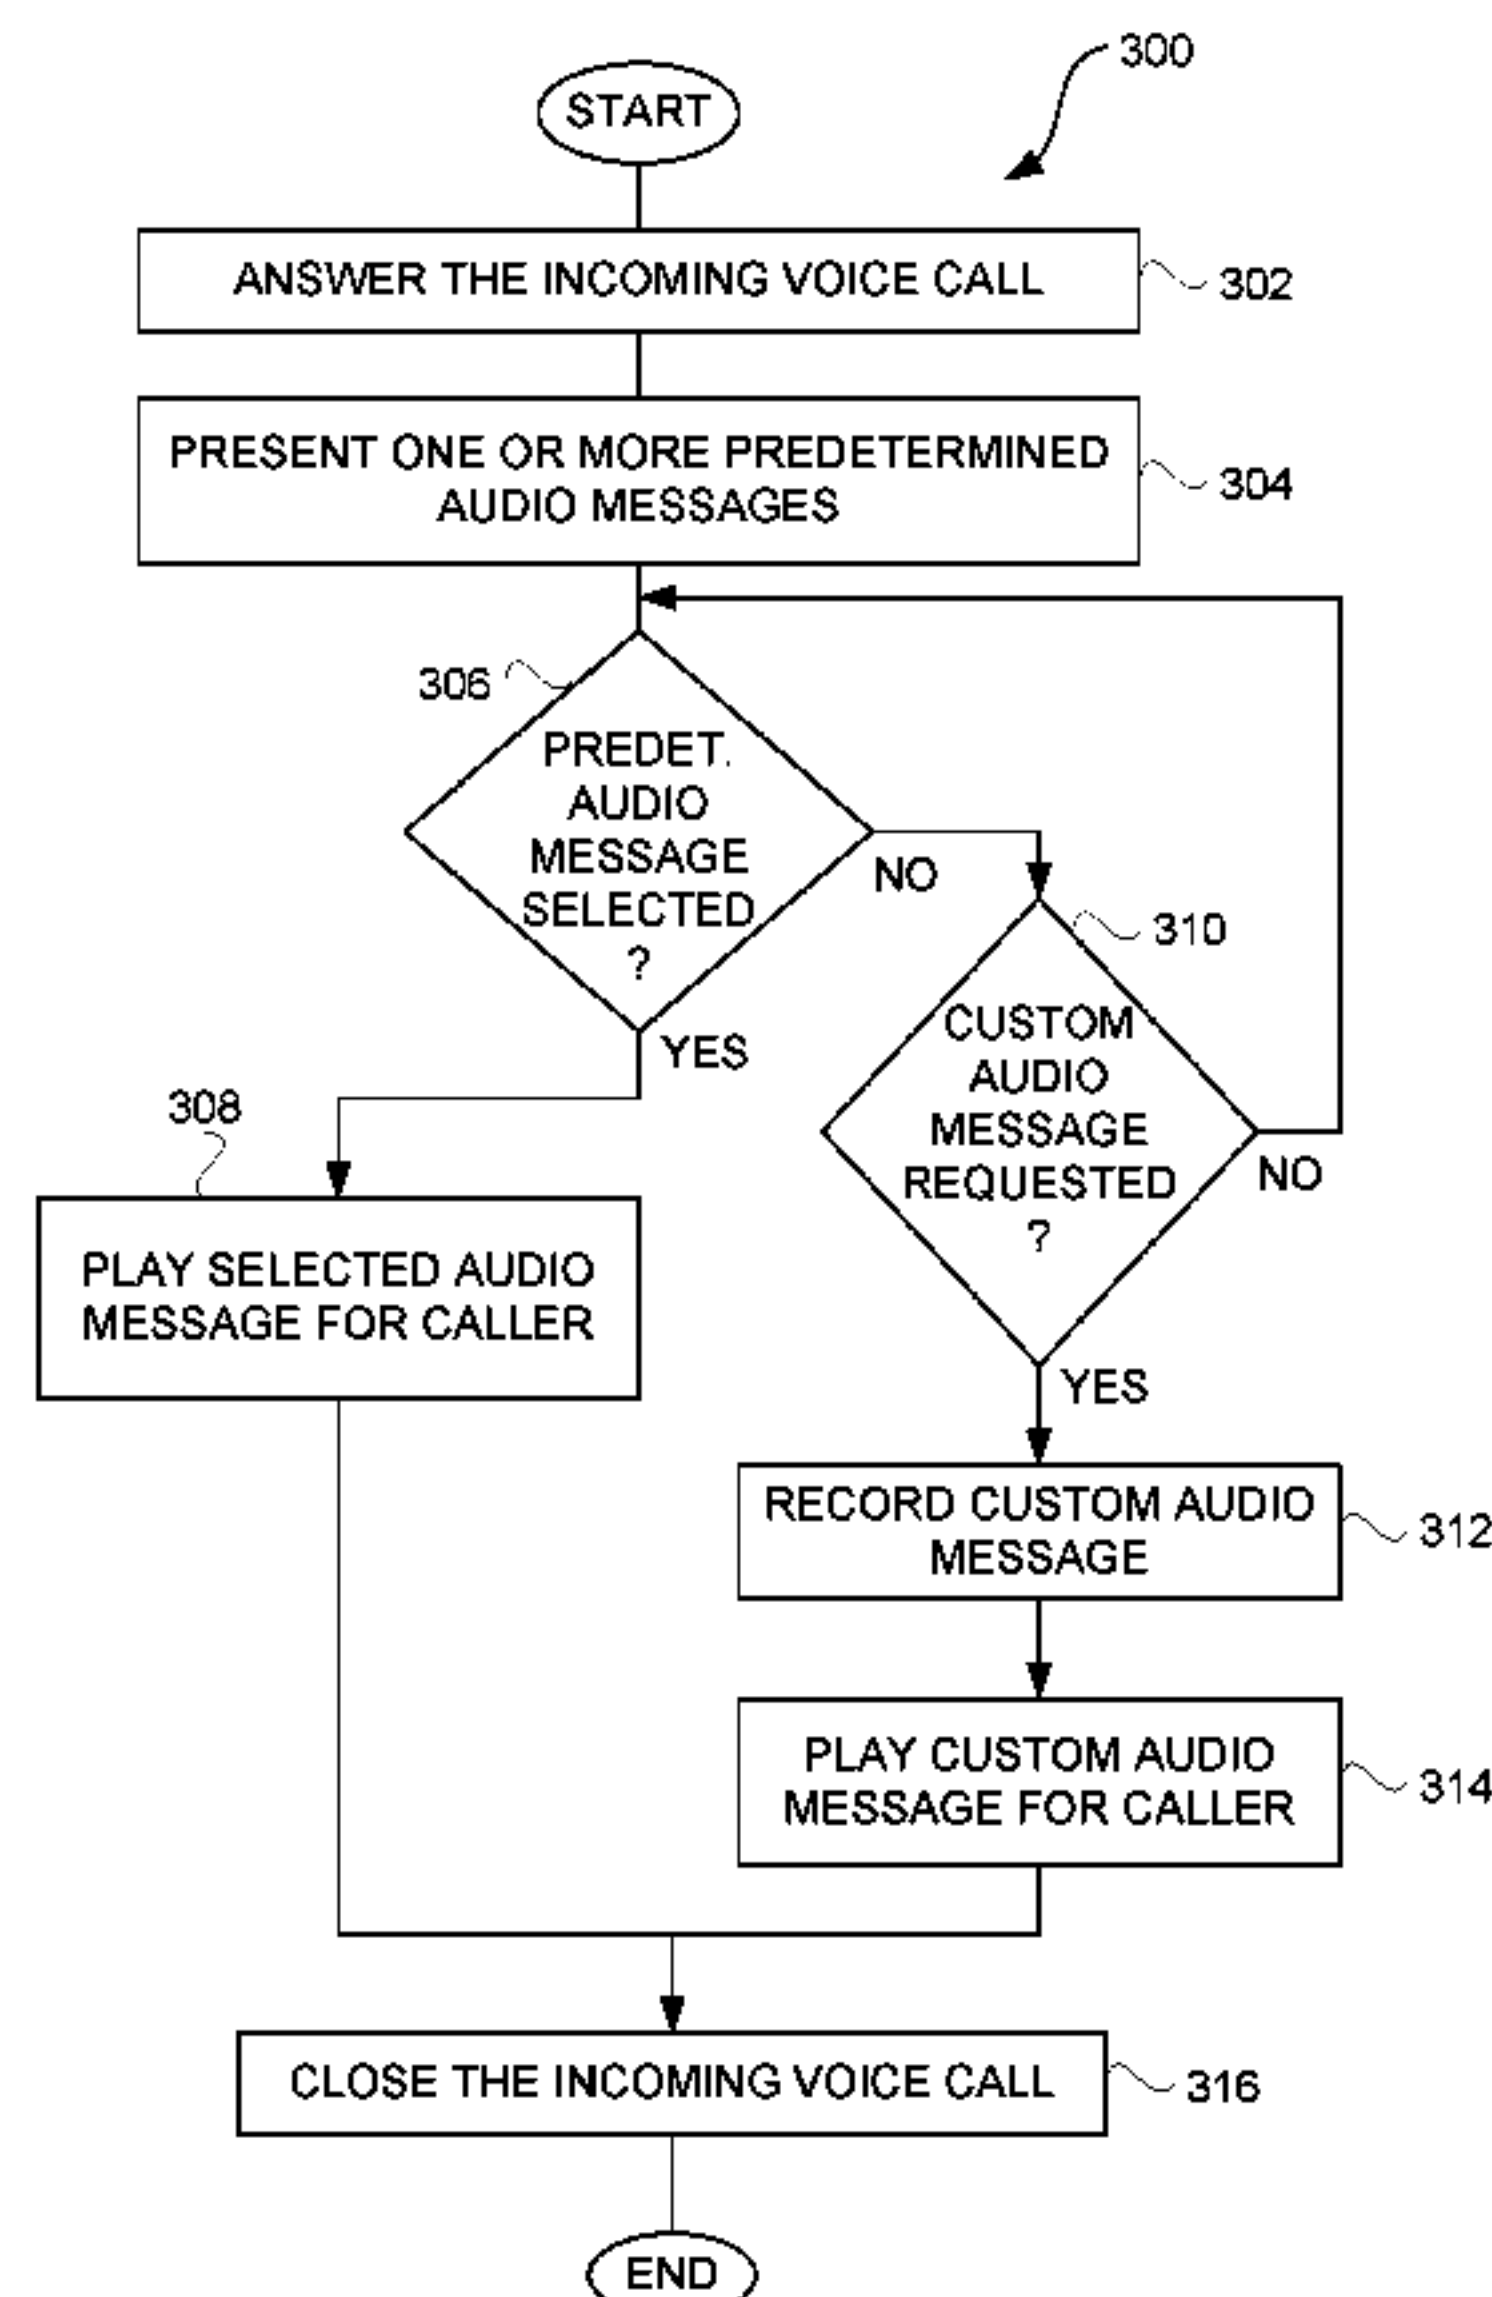 300
START
ANSWER THE INCOMING VOICE CALL
302
PRESENT ONE OR MORE PREDETERMINED
AUDIO MESSAGES
304
306
PREDET.
AUDIO
MESSAGE
SELECTED
?
NO
YES
310
CUSTOM
AUDIO
MESSAGE
REQUESTED
?
NO
YES
308
PLAY SELECTED AUDIO
MESSAGE FOR CALLER
RECORD CUSTOM AUDIO
MESSAGE
312
PLAY CUSTOM AUDIO
MESSAGE FOR CALLER
314
CLOSE THE INCOMING VOICE CALL
316
END